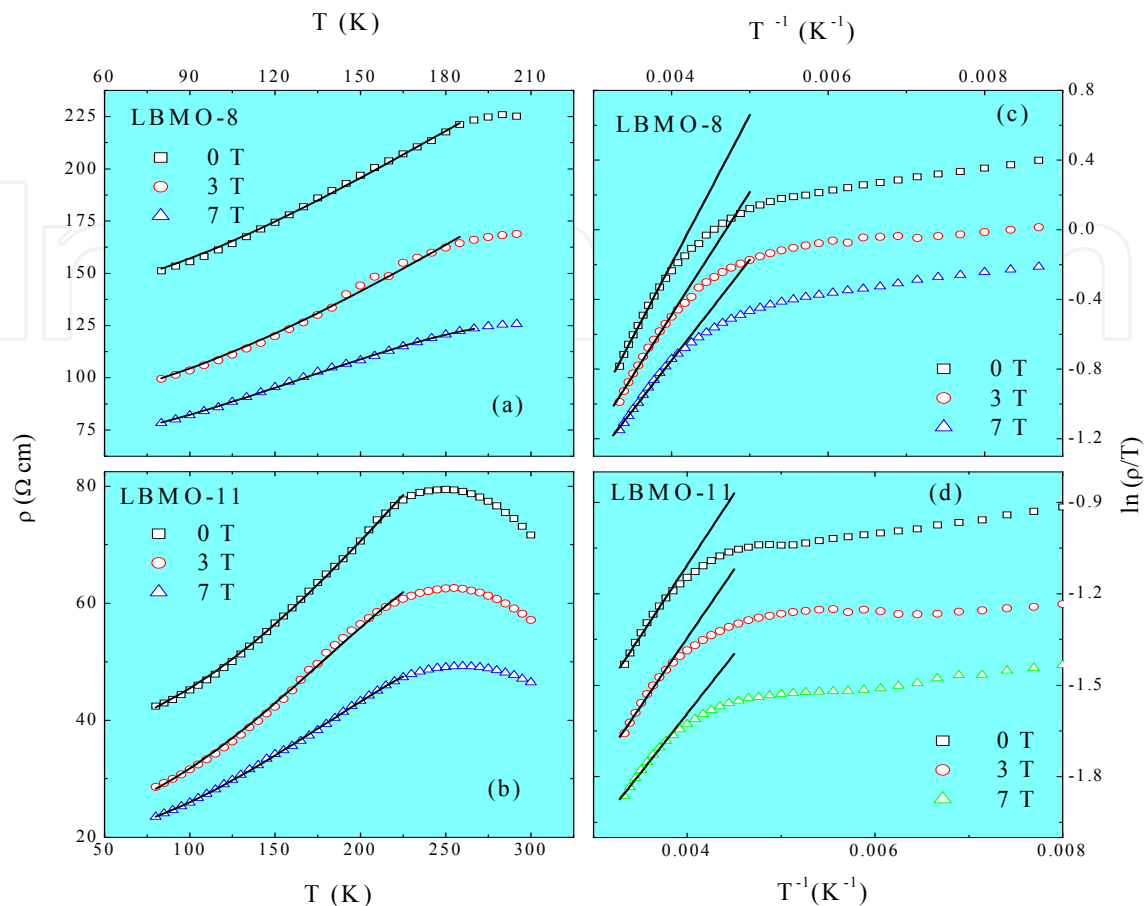 T (K)
T -1 (K-1)
60 90 120 150 180 210
0.004 0.006 0.008
LBMO-8
0 T
3 T
7 T
(a)
225
200
175
150
125
100
75
LBMO-8
(c)
0 T
3 T
7 T
0.8
0.4
0.0
-0.4
-0.8
-1.2
ρ (Ω cm)
ln (ρ/T)
LBMO-11
0 T
3 T
7 T
(b)
80
60
40
20
LBMO-11
(d)
0 T
3 T
7 T
-0.9
-1.2
-1.5
-1.8
50 100 150 200 250 300
0.004 0.006 0.008
T (K)
T-1(K-1)